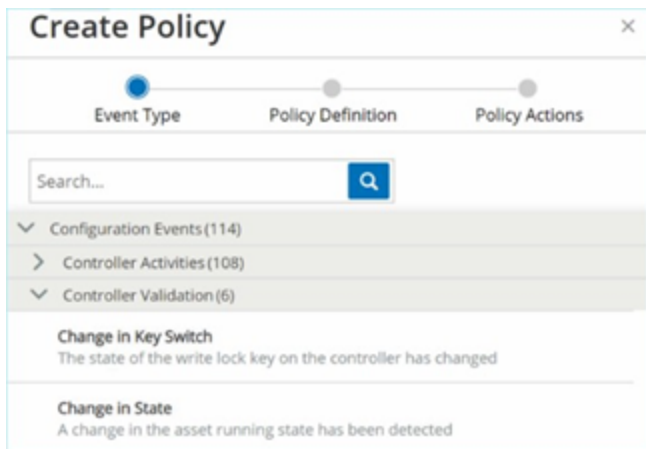 Create Policy
Event Type
Policy Definition
Policy Actions
Search...
Configuration Events (114)
Controller Activities (108)
Controller Validation (6)
Change in Key Switch
The state of the write lock key on the controller has changed
Change in State
A change in the asset running state has been detected